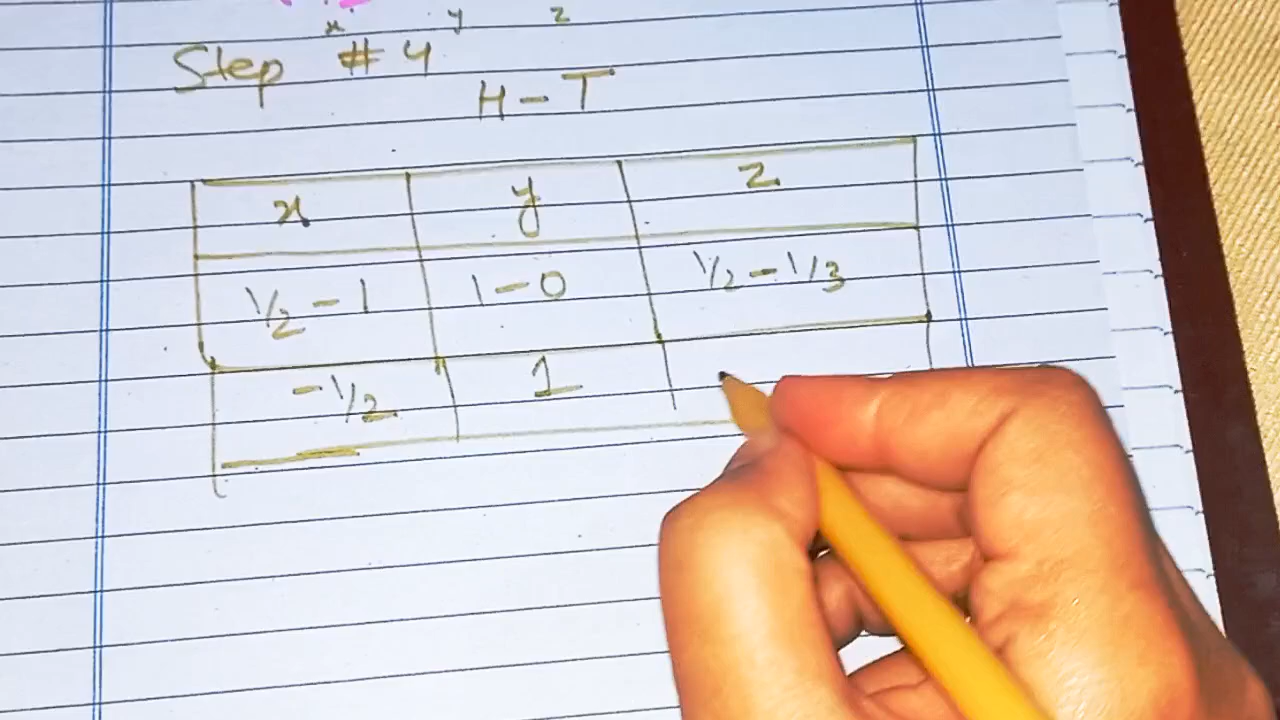 x y z
Step # 4
H - T
x y z
1/2 - 1 1 - 0 1/2 - 1/3
-1/2 1